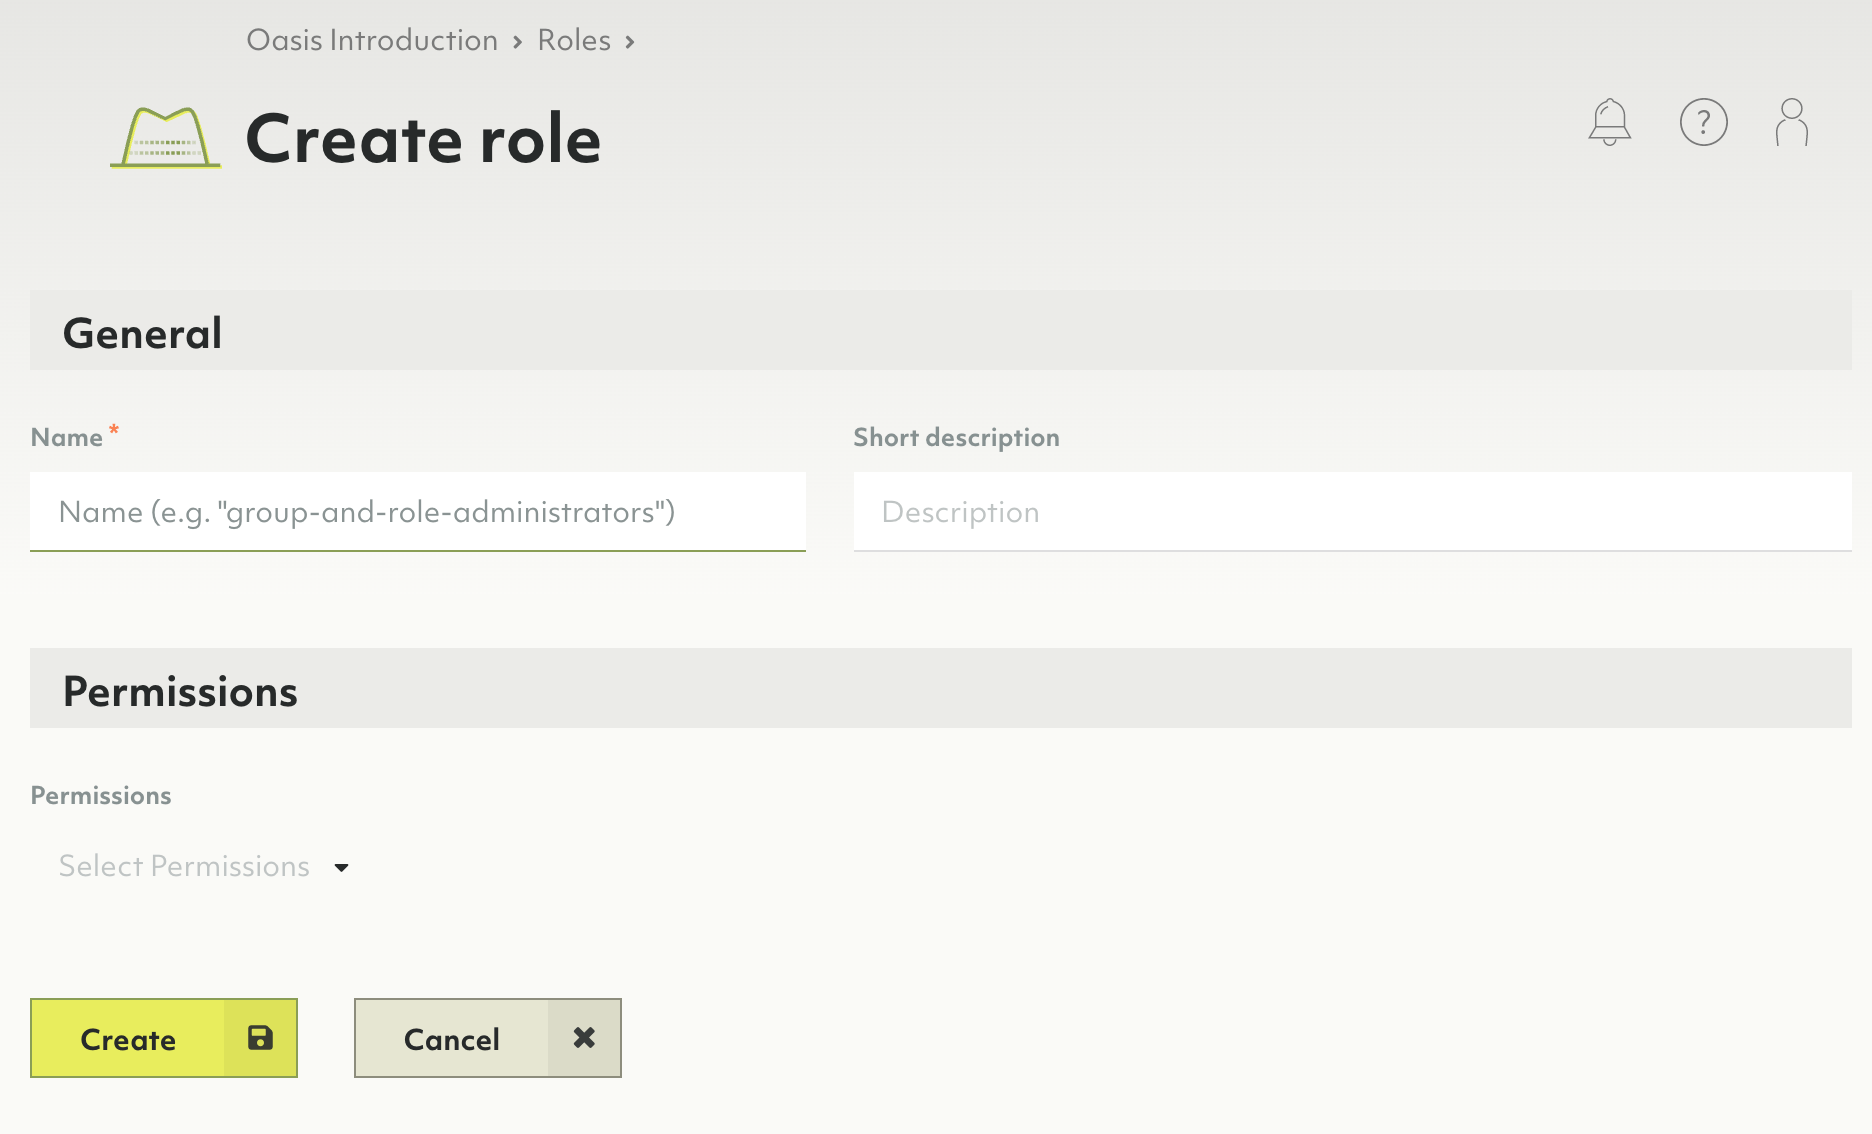 Oasis Introduction > Roles >
Create role
?
General
Name *
Short description
Name (e.g. "group-and-role-administrators")
Description
Permissions
Permissions
Select Permissions
Create
Cancel